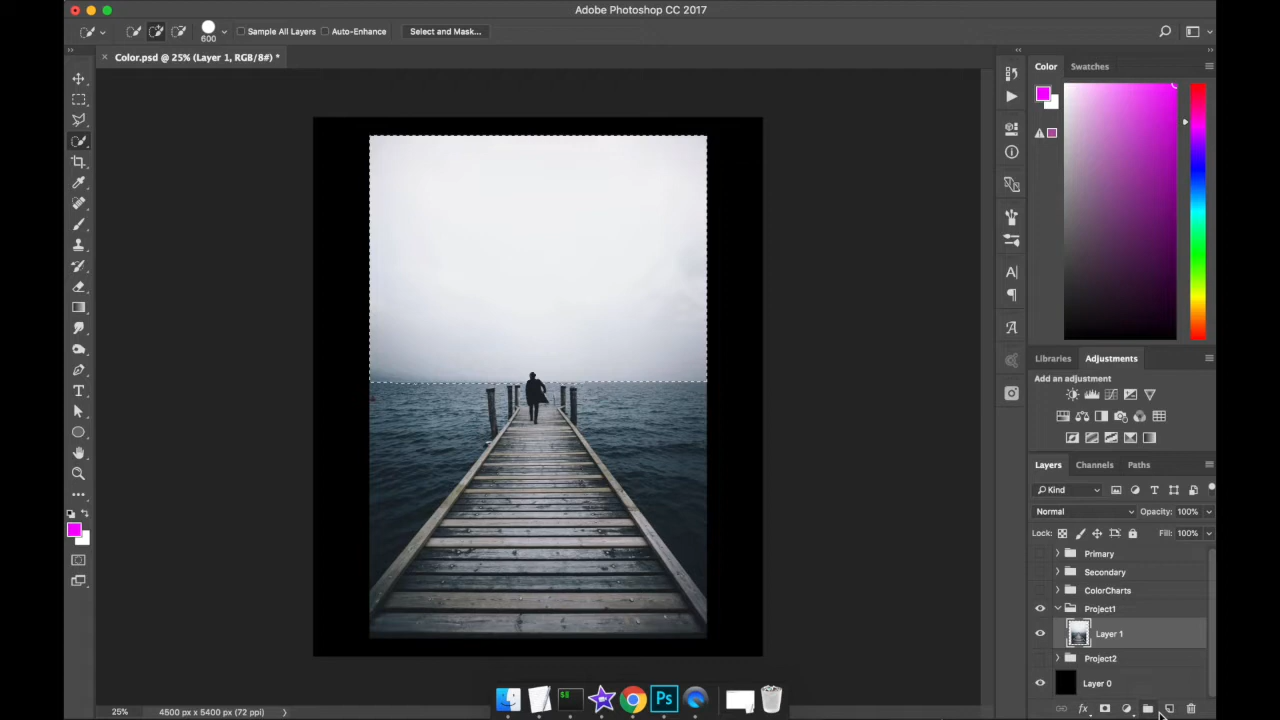 Adobe Photoshop CC 2017
600
Sample All Layers
Auto-Enhance
Select and Mask...
Color.psd @ 25% (Layer 1, RGB/8#) *
Color
Swatches
Libraries
Adjustments
Add an adjustment
Layers
Channels
Paths
Kind
Normal
Opacity: 100%
Lock:
Fill: 100%
Primary
Secondary
ColorCharts
Project1
Layer 1
Project2
Layer 0
fx
Ps
25%
4500 px x 5400 px (72 ppi)